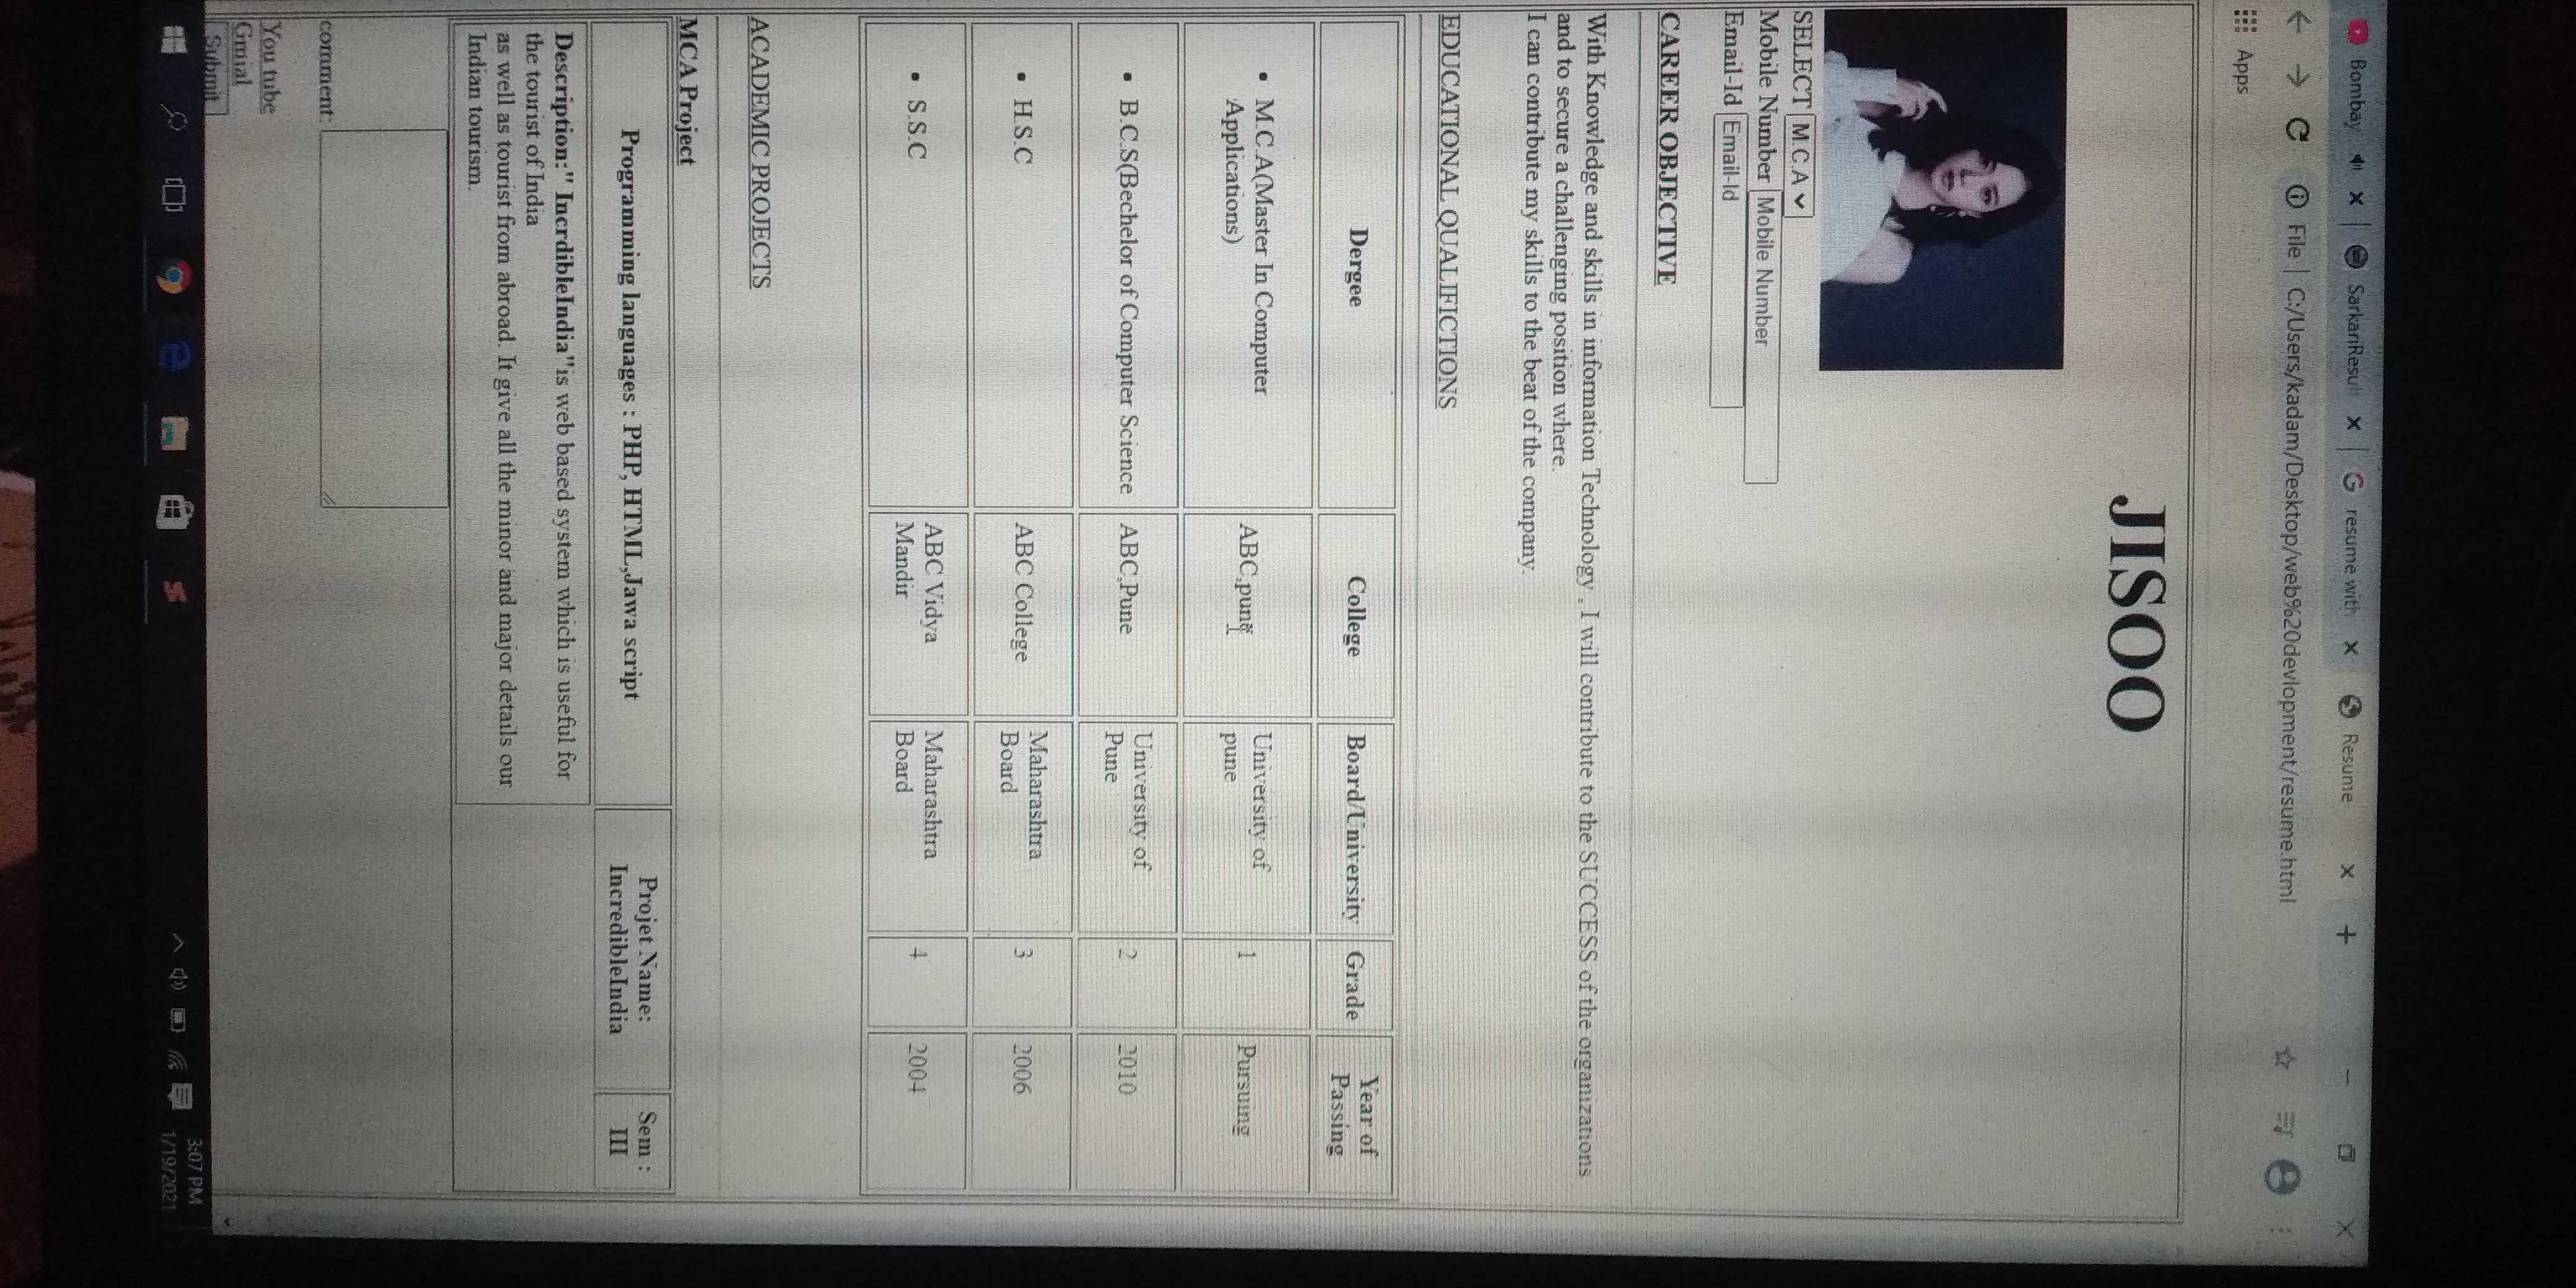 Bombay
SarkariResul
resume with
Resume
File
C:/Users/kadam/Desktop/web%20devlopment/resume.html
Apps
JISOO
SELECT M.C.A
Mobile Number Mobile Number
Email-Id Email-Id
CAREER OBJECTIVE
With Knowledge and skills in information Technology , I will contribute to the SUCCESS of the organizations
and to secure a challenging position where.
I can contribute my skills to the beat of the company.
EDUCATIONAL QUALIFICTIONS
Dergee College Board/University Grade Year of
Passing
• M.C.A(Master In Computer
Applications)
ABC,pune
University of
pune
1
Pursuing
• B.C.S(Bechelor of Computer Science
ABC,Pune
University of
Pune
2
2010
• H.S.C
ABC College
Maharashtra
Board
3
2006
• S.S.C
ABC Vidya
Mandir
Maharashtra
Board
4
2004
ACADEMIC PROJECTS
MCA Project
Programming languages : PHP, HTML,Jawa script
Projet Name:
IncredibleIndia
Sem :
III
Description:" IncrdibleIndia"is web based system which is useful for
the tourist of India
as well as tourist from abroad. It give all the minor and major details our
Indian tourism.
comment:
You tube
Gmial
Submit
3:07 PM
1/19/2021